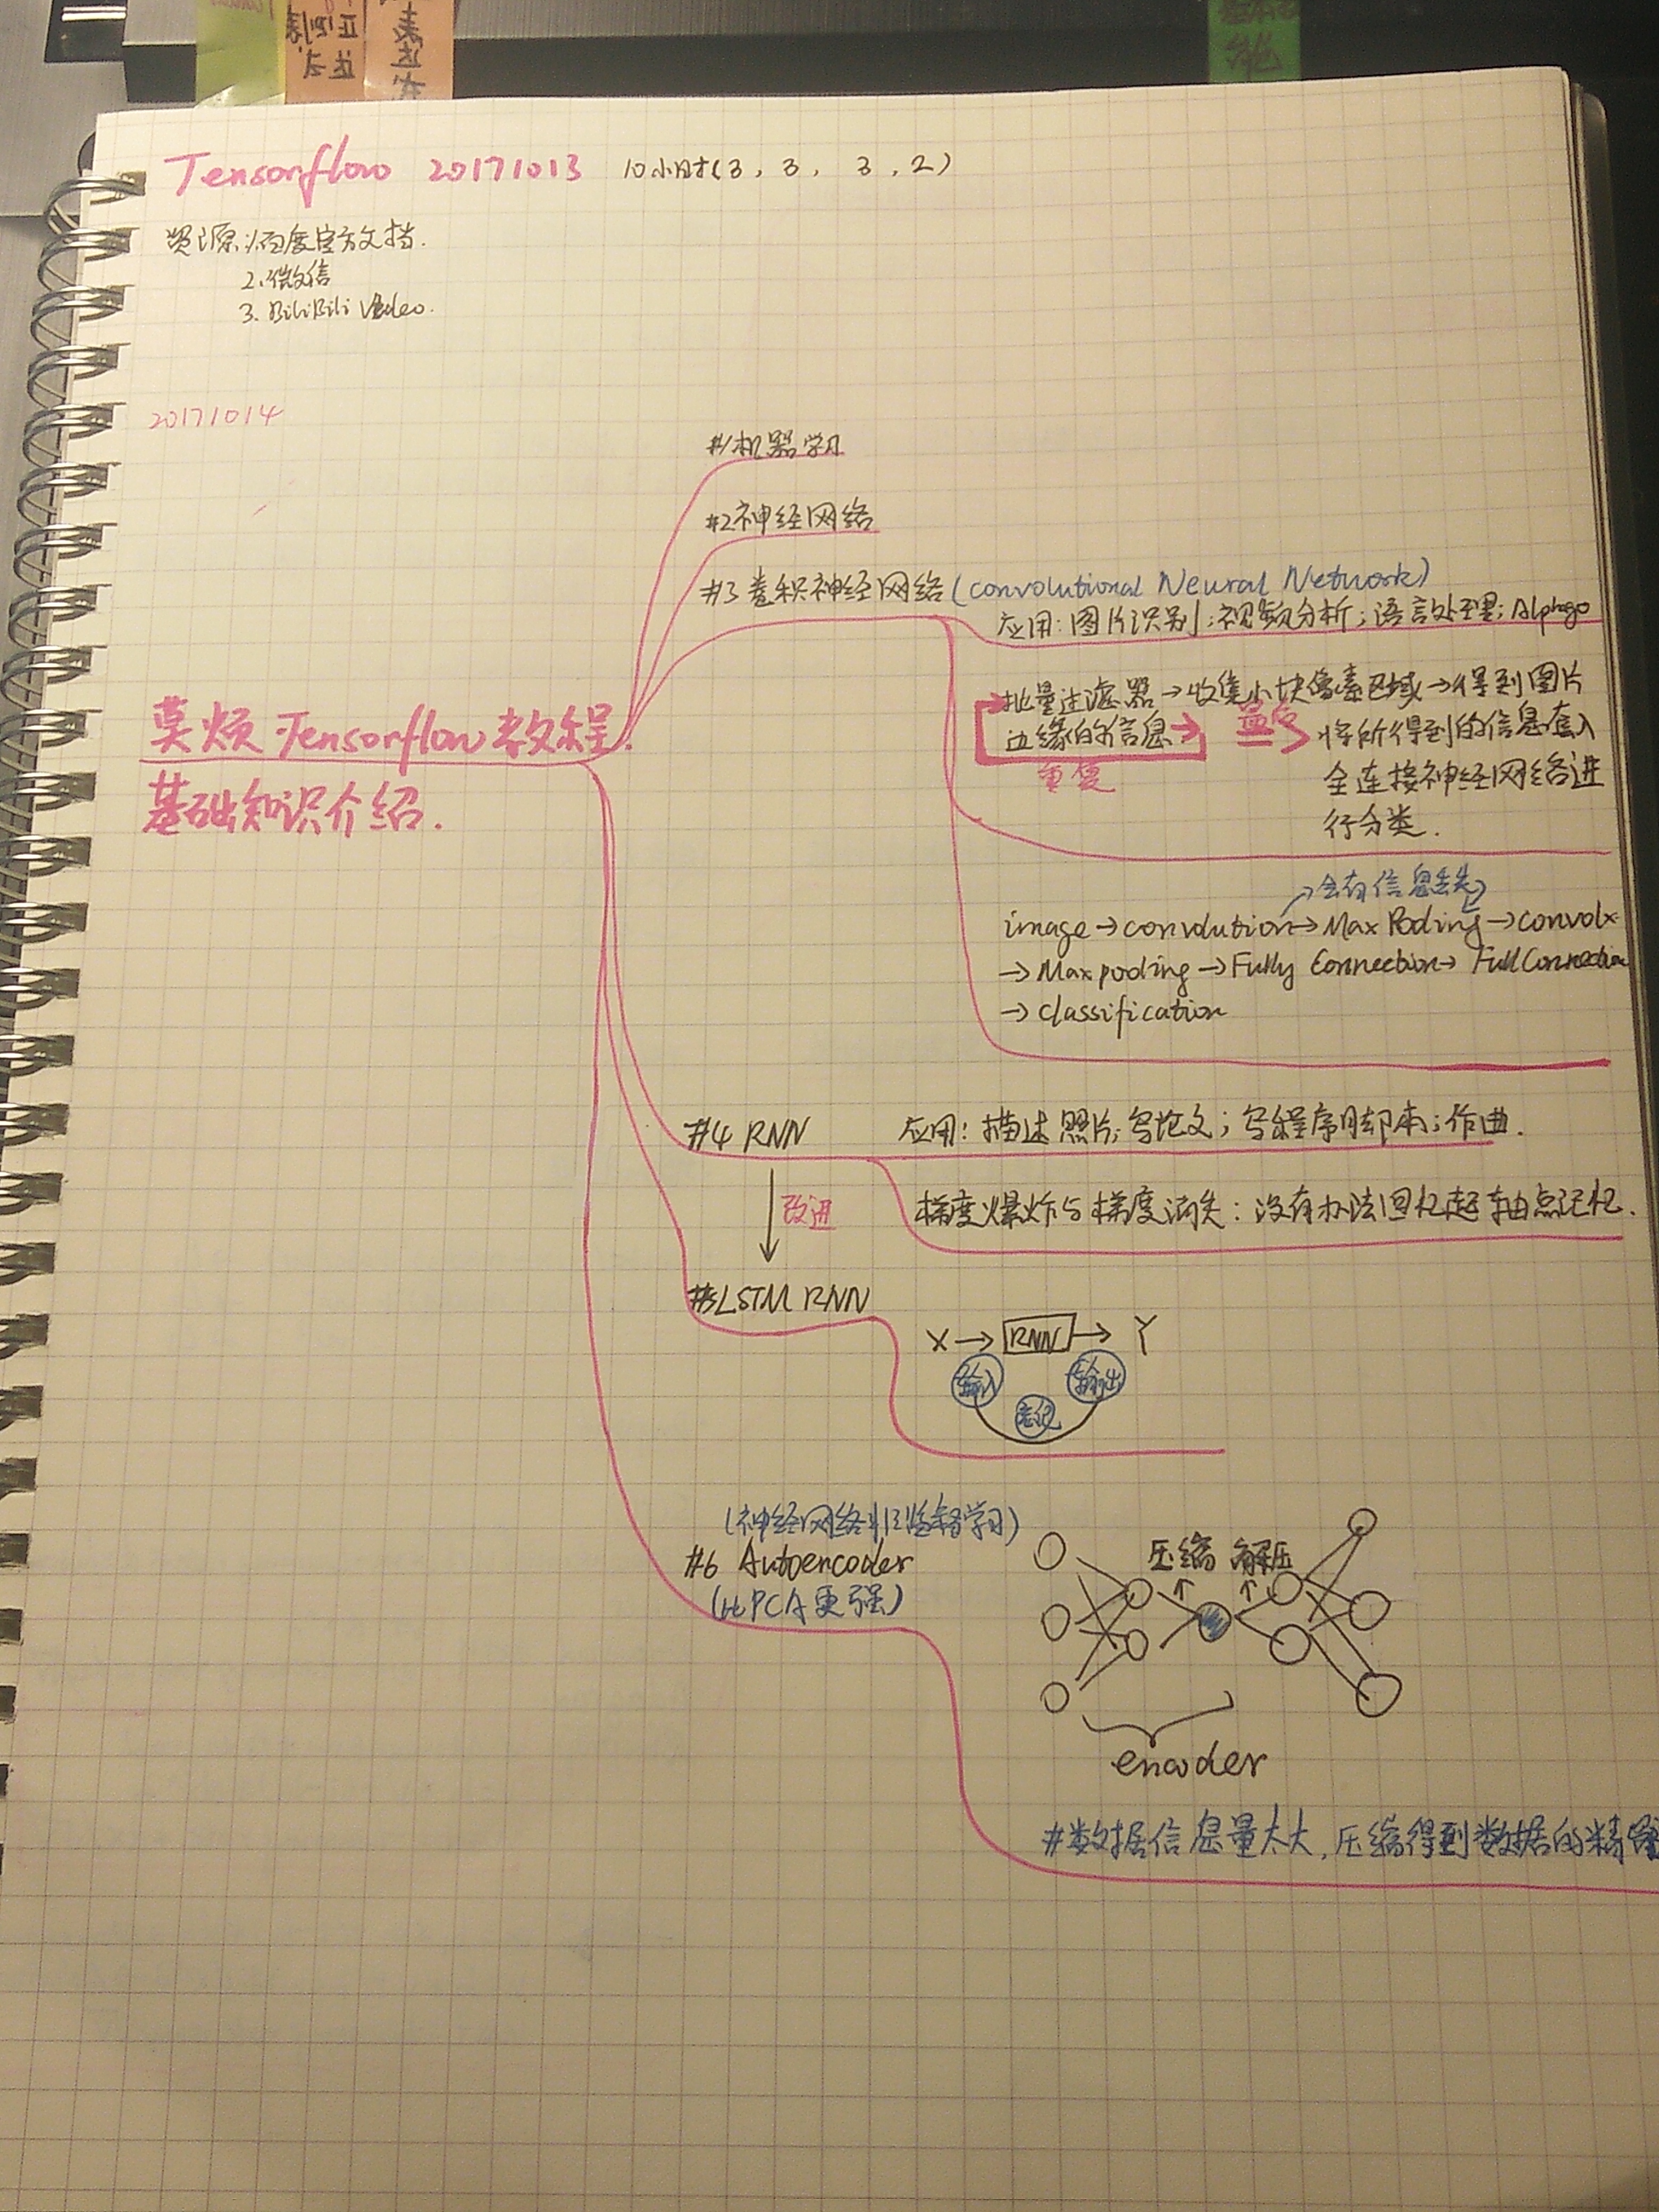 Tensorflow 20171013 10小时(3, 3, 3, 2)
资源:1.百度官方文档.
2.微信
3. BiliBili Video.
20171014
莫烦 Tensorflow 教程.
基础知识介绍.
#1机器学习
#2神经网络
#3卷积神经网络(convolutional Neural Network)
应用:图片识别;视频分析;语言处理;Alphago
批量过滤器→收集小块像素区域→得到图片
边缘的信息
重复
最后
将所得到的信息套入
全连接神经网络进
行分类.
会有信息丢失
image→convolution→Max Pooling→convolx
→Max pooling→Fully Connection→Full Connection
→classification
#4 RNN
应用:描述照片;写论文;写程序脚本;作曲.
改进
梯度爆炸与梯度消失:没有办法回忆起
记忆.
#5LSTM RNN
X→RNN→Y
输入
输出
忘记
(神经网络非监督学习)
#6 Autoencoder
(比PCA更强)
压缩 解压
encoder
#数据信息量太大,压缩得到数据的精